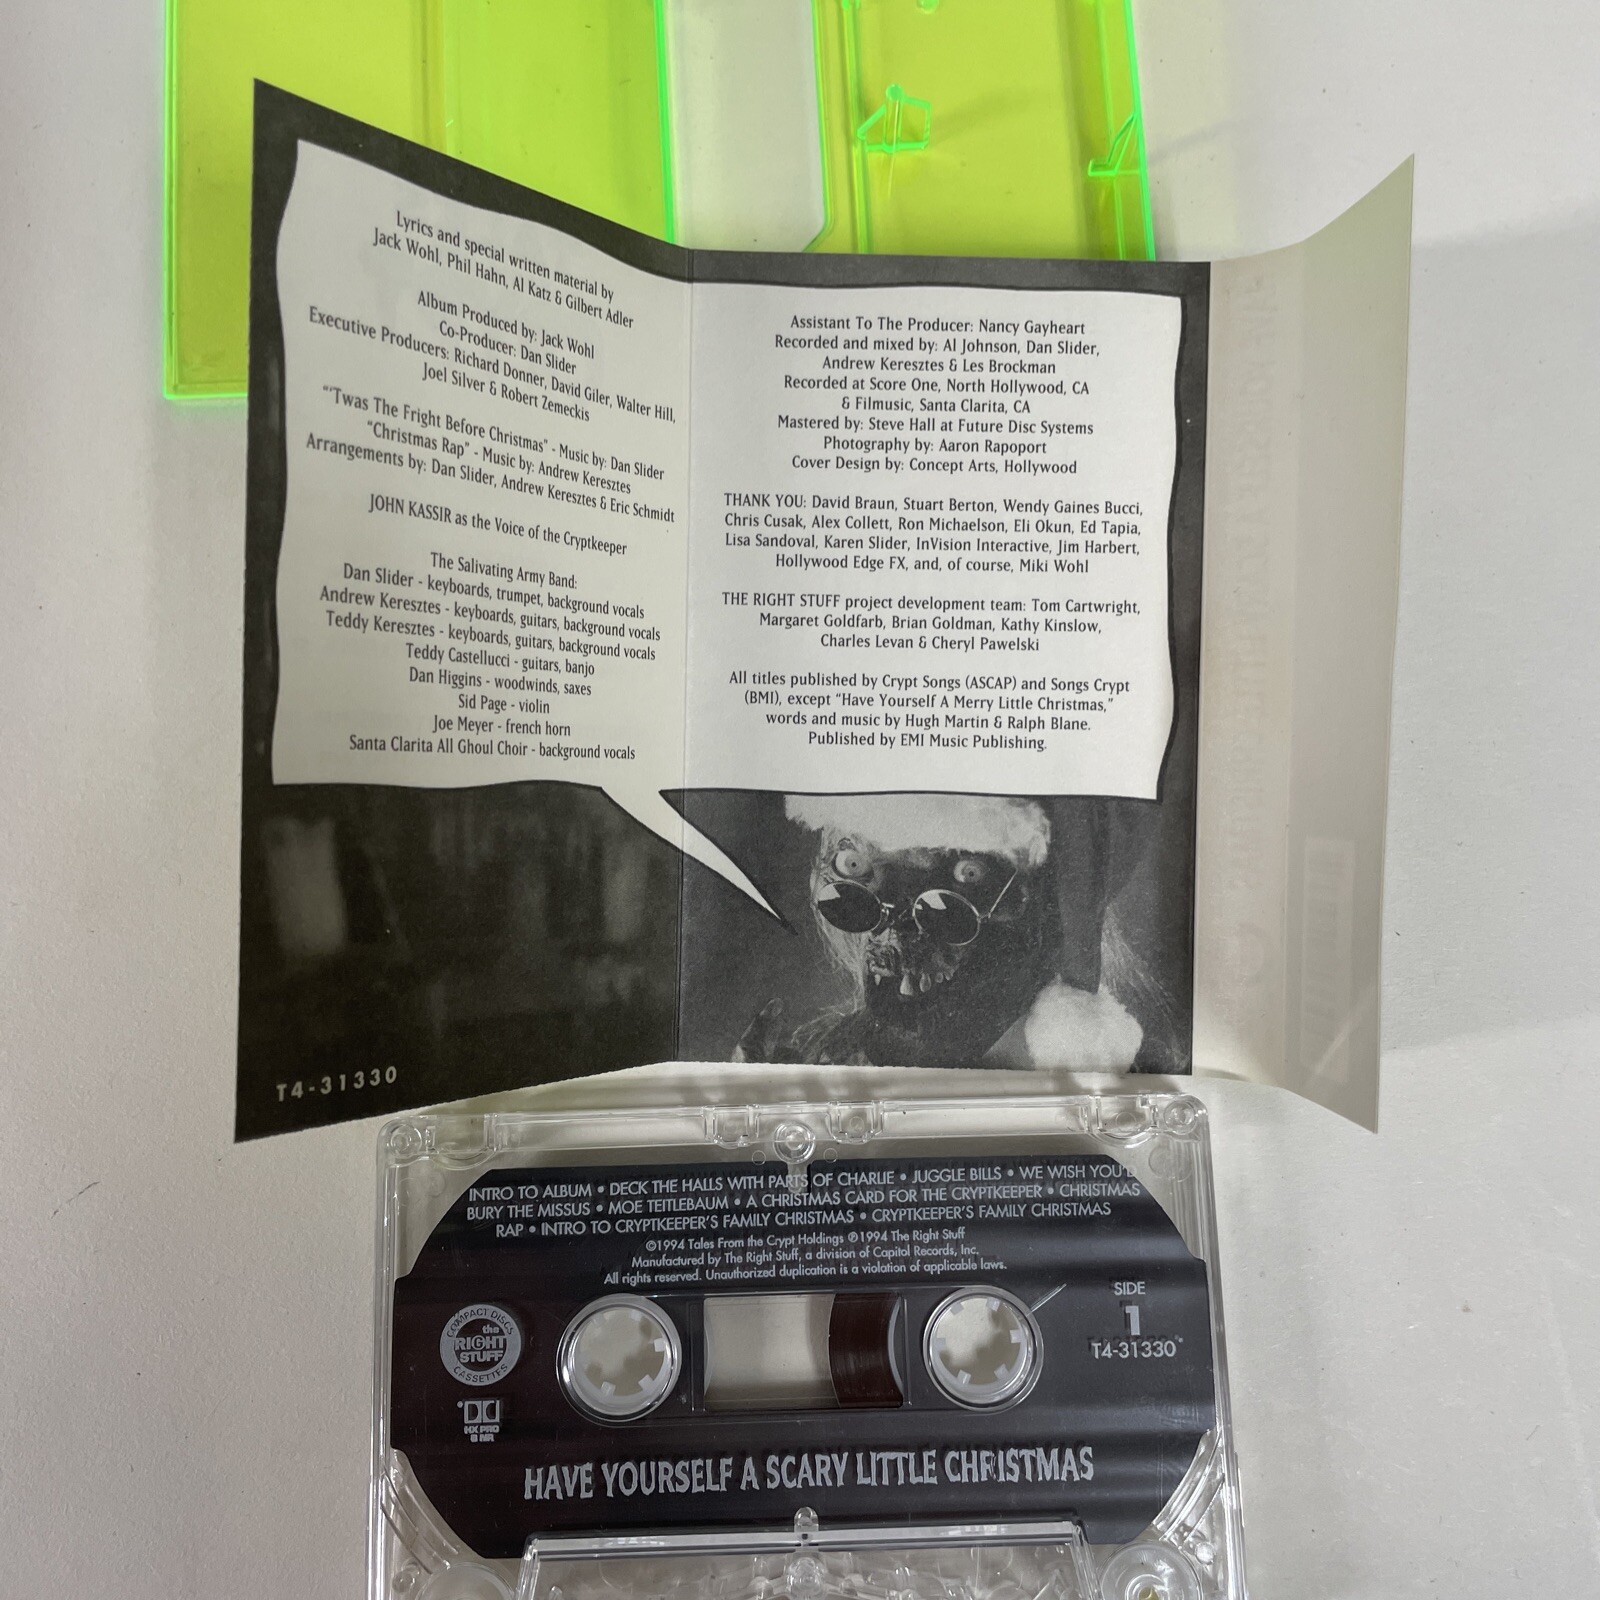 Lyrics and special written material by
Jack Wohl, Phil Hahn, Al Katz & Gilbert Adler
Album Produced by: Jack Wohl
Co-Producer: Dan Slider
Executive Producers: Richard Donner, David Giler, Walter Hill,
Joel Silver & Robert Zemeckis
"'Twas The Fright Before Christmas" - Music by: Dan Slider
"Christmas Rap" - Music by: Andrew Keresztes
Arrangements by: Dan Slider, Andrew Keresztes & Eric Schmidt
JOHN KASSIR as the Voice of the Cryptkeeper
The Salivating Army Band:
Dan Slider - keyboards, trumpet, background vocals
Andrew Keresztes - keyboards, guitars, background vocals
Teddy Keresztes - keyboards, guitars, background vocals
Teddy Castellucci - guitars, banjo
Dan Higgins - woodwinds, saxes
Sid Page - violin
Joe Meyer - french horn
Santa Clarita All Ghoul Choir - background vocals
T4-31330
Assistant To The Producer: Nancy Gayheart
Recorded and mixed by: Al Johnson, Dan Slider,
Andrew Keresztes & Les Brockman
Recorded at Score One, North Hollywood, CA
& Filmusic, Santa Clarita, CA
Mastered by: Steve Hall at Future Disc Systems
Photography by: Aaron Rapoport
Cover Design by: Concept Arts, Hollywood
THANK YOU: David Braun, Stuart Berton, Wendy Gaines Bucci,
Chris Cusak, Alex Collett, Ron Michaelson, Eli Okun, Ed Tapia,
Lisa Sandoval, Karen Slider, InVision Interactive, Jim Harbert,
Hollywood Edge FX, and, of course, Miki Wohl
THE RIGHT STUFF project development team: Tom Cartwright,
Margaret Goldfarb, Brian Goldman, Kathy Kinslow,
Charles Levan & Cheryl Pawelski
All titles published by Crypt Songs (ASCAP) and Songs Crypt
(BMI), except "Have Yourself A Merry Little Christmas,"
words and music by Hugh Martin & Ralph Blane.
Published by EMI Music Publishing.
INTRO TO ALBUM • DECK THE HALLS WITH PARTS OF CHARLIE • JUGGLE BILLS • WE WISH YOU'D
BURY THE MISSUS • MOE TEITLEBAUM • A CHRISTMAS CARD FOR THE CRYPTKEEPER • CHRISTMAS
RAP • INTRO TO CRYPTKEEPER'S FAMILY CHRISTMAS • CRYPTKEEPER'S FAMILY CHRISTMAS
©1994 Tales From the Crypt Holdings ℗1994 The Right Stuff
Manufactured by The Right Stuff, a division of Capitol Records, Inc.
All rights reserved. Unauthorized duplication is a violation of applicable laws.
COMPACT DISCS
the
RIGHT
STUFF
CASSETTES
HX PRO
B NR
SIDE
1
T4-31330
HAVE YOURSELF A SCARY LITTLE CHRISTMAS